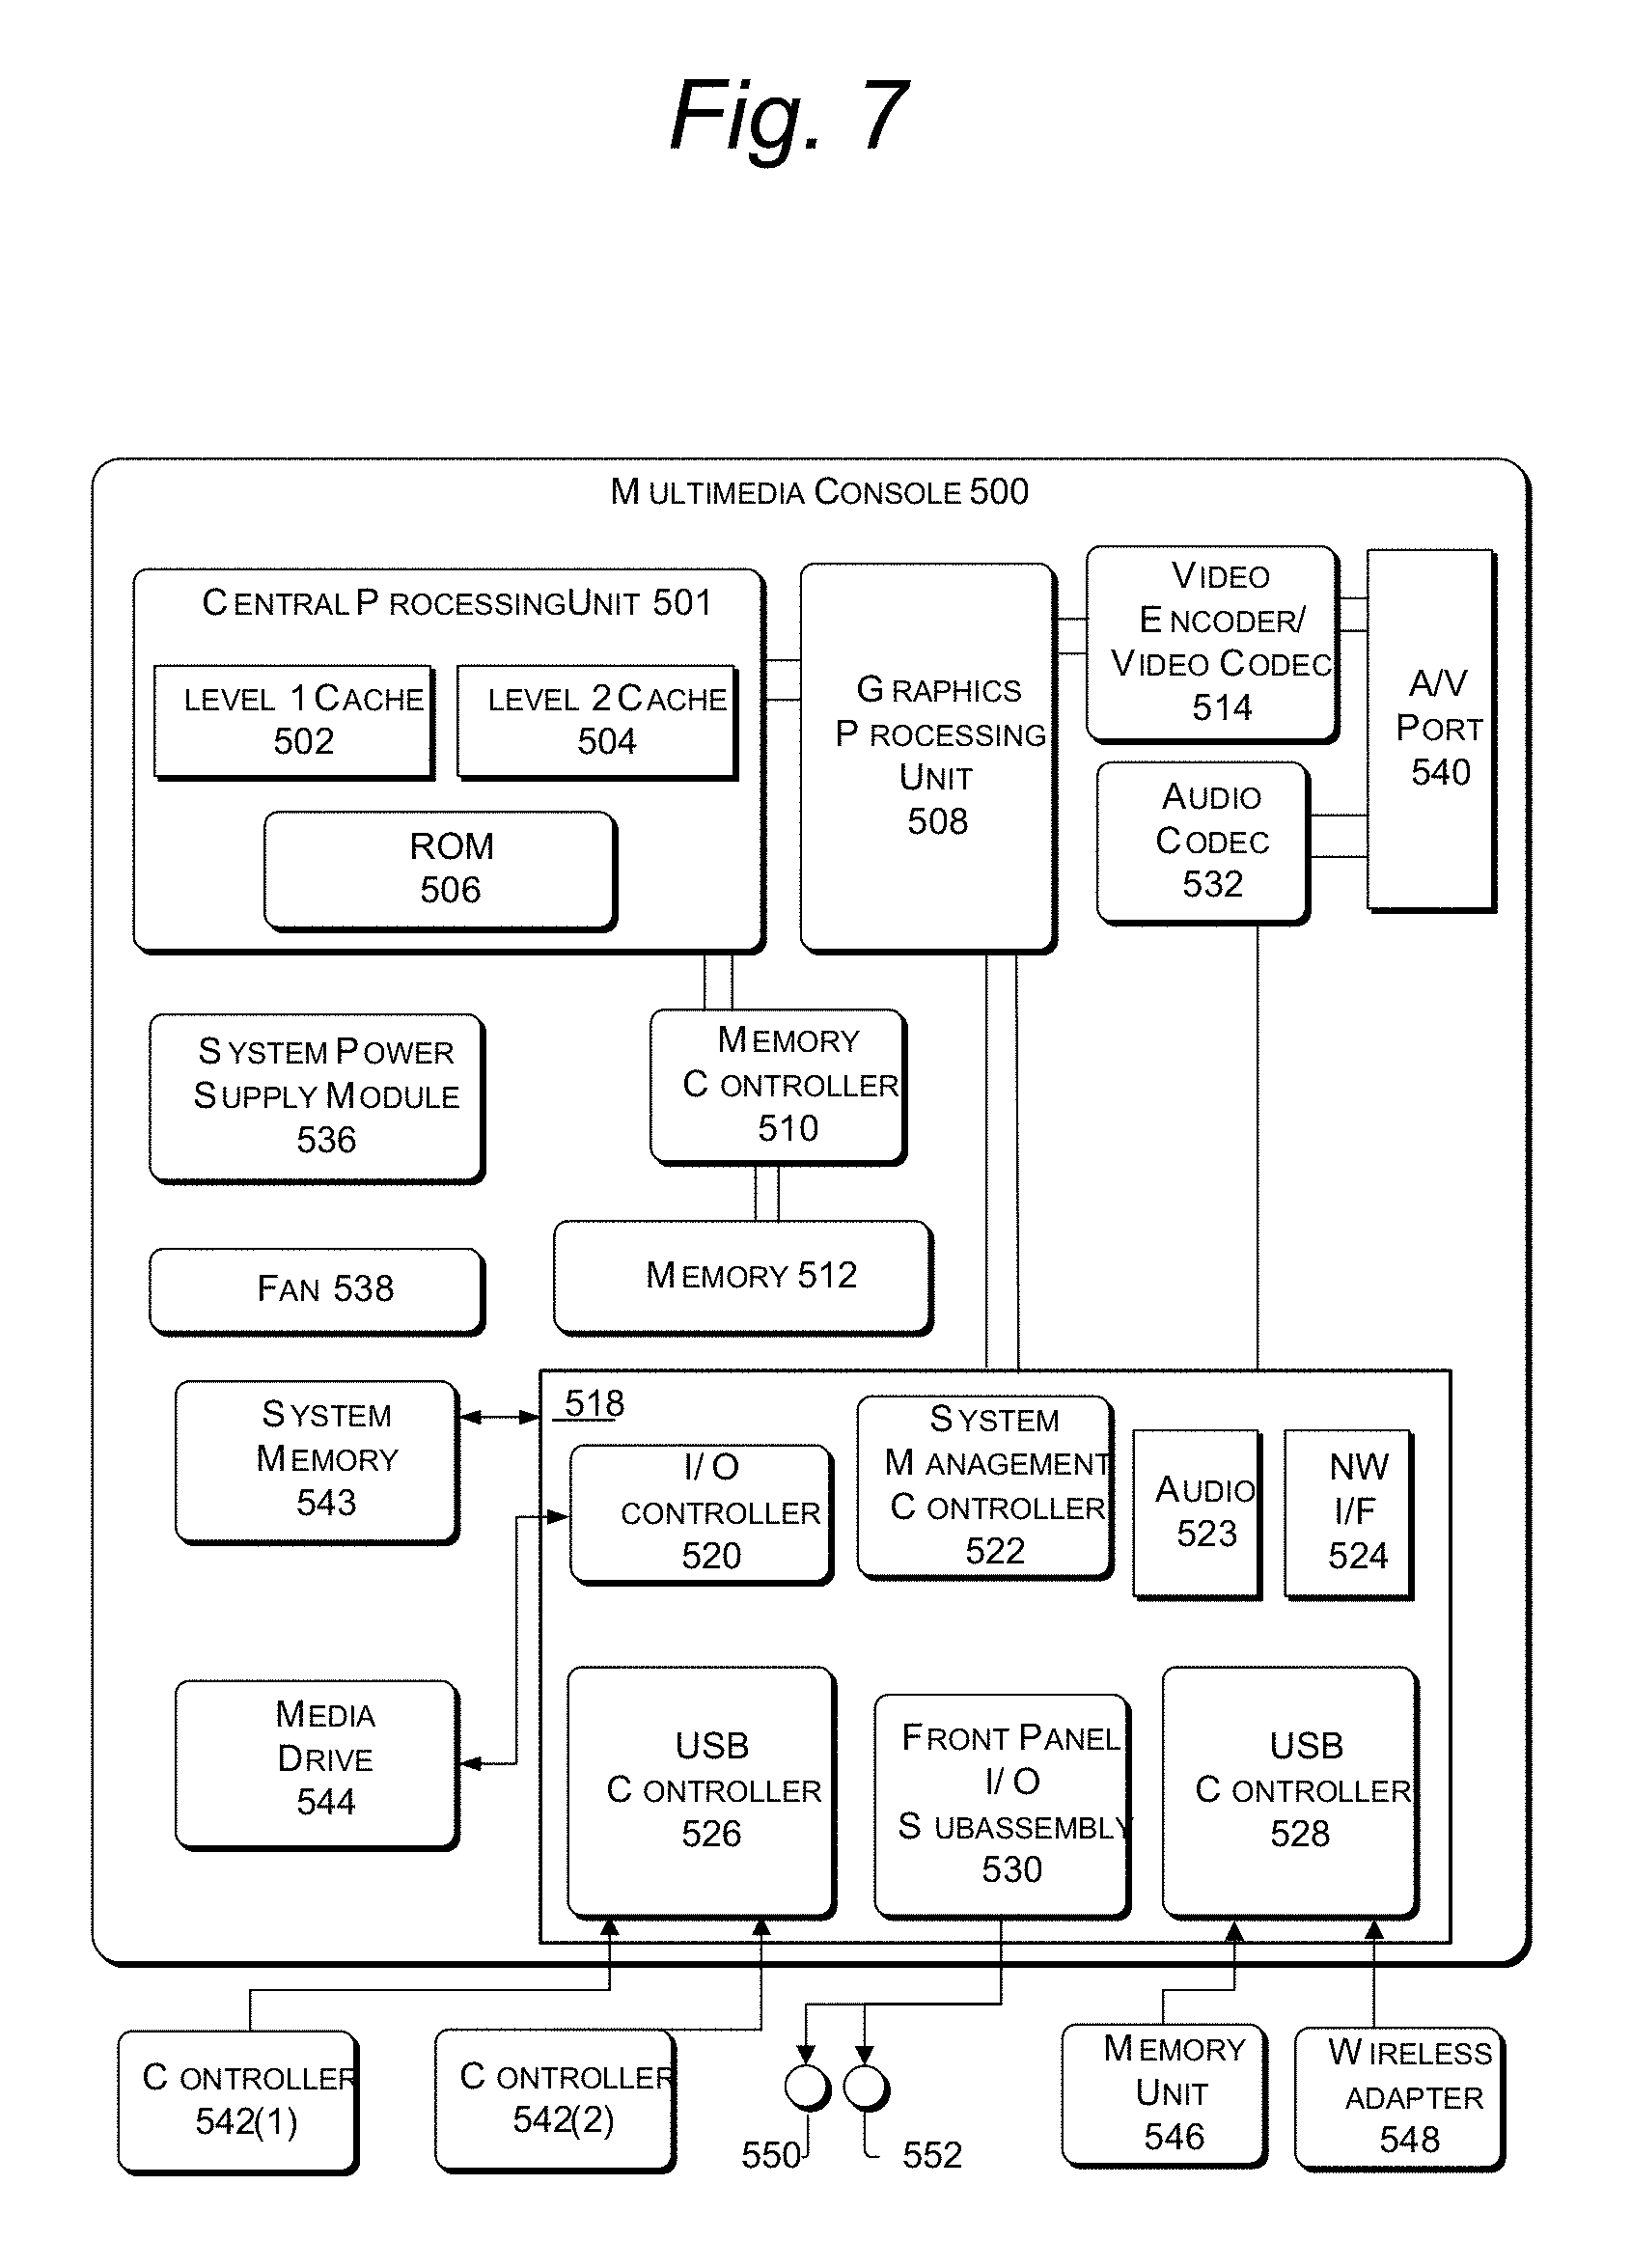 Fig. 7
MULTIMEDIA CONSOLE 500
CENTRAL PROCESSING UNIT 501
LEVEL 1 CACHE
502
LEVEL 2 CACHE
504
ROM
506
GRAPHICS
PROCESSING
UNIT
508
VIDEO
ENCODER/
VIDEO CODEC
514
AUDIO
CODEC
532
A/V
PORT
540
SYSTEM POWER
SUPPLY MODULE
536
MEMORY
CONTROLLER
510
FAN 538
MEMORY 512
SYSTEM
MEMORY
543
518
I/O
CONTROLLER
520
SYSTEM
MANAGEMENT
CONTROLLER
522
AUDIO
523
NW
I/F
524
MEDIA
DRIVE
544
USB
CONTROLLER
526
FRONT PANEL
I/O
SUBASSEMBLY
530
USB
CONTROLLER
528
CONTROLLER
542(1)
CONTROLLER
542(2)
550
552
MEMORY
UNIT
546
WIRELESS
ADAPTER
548